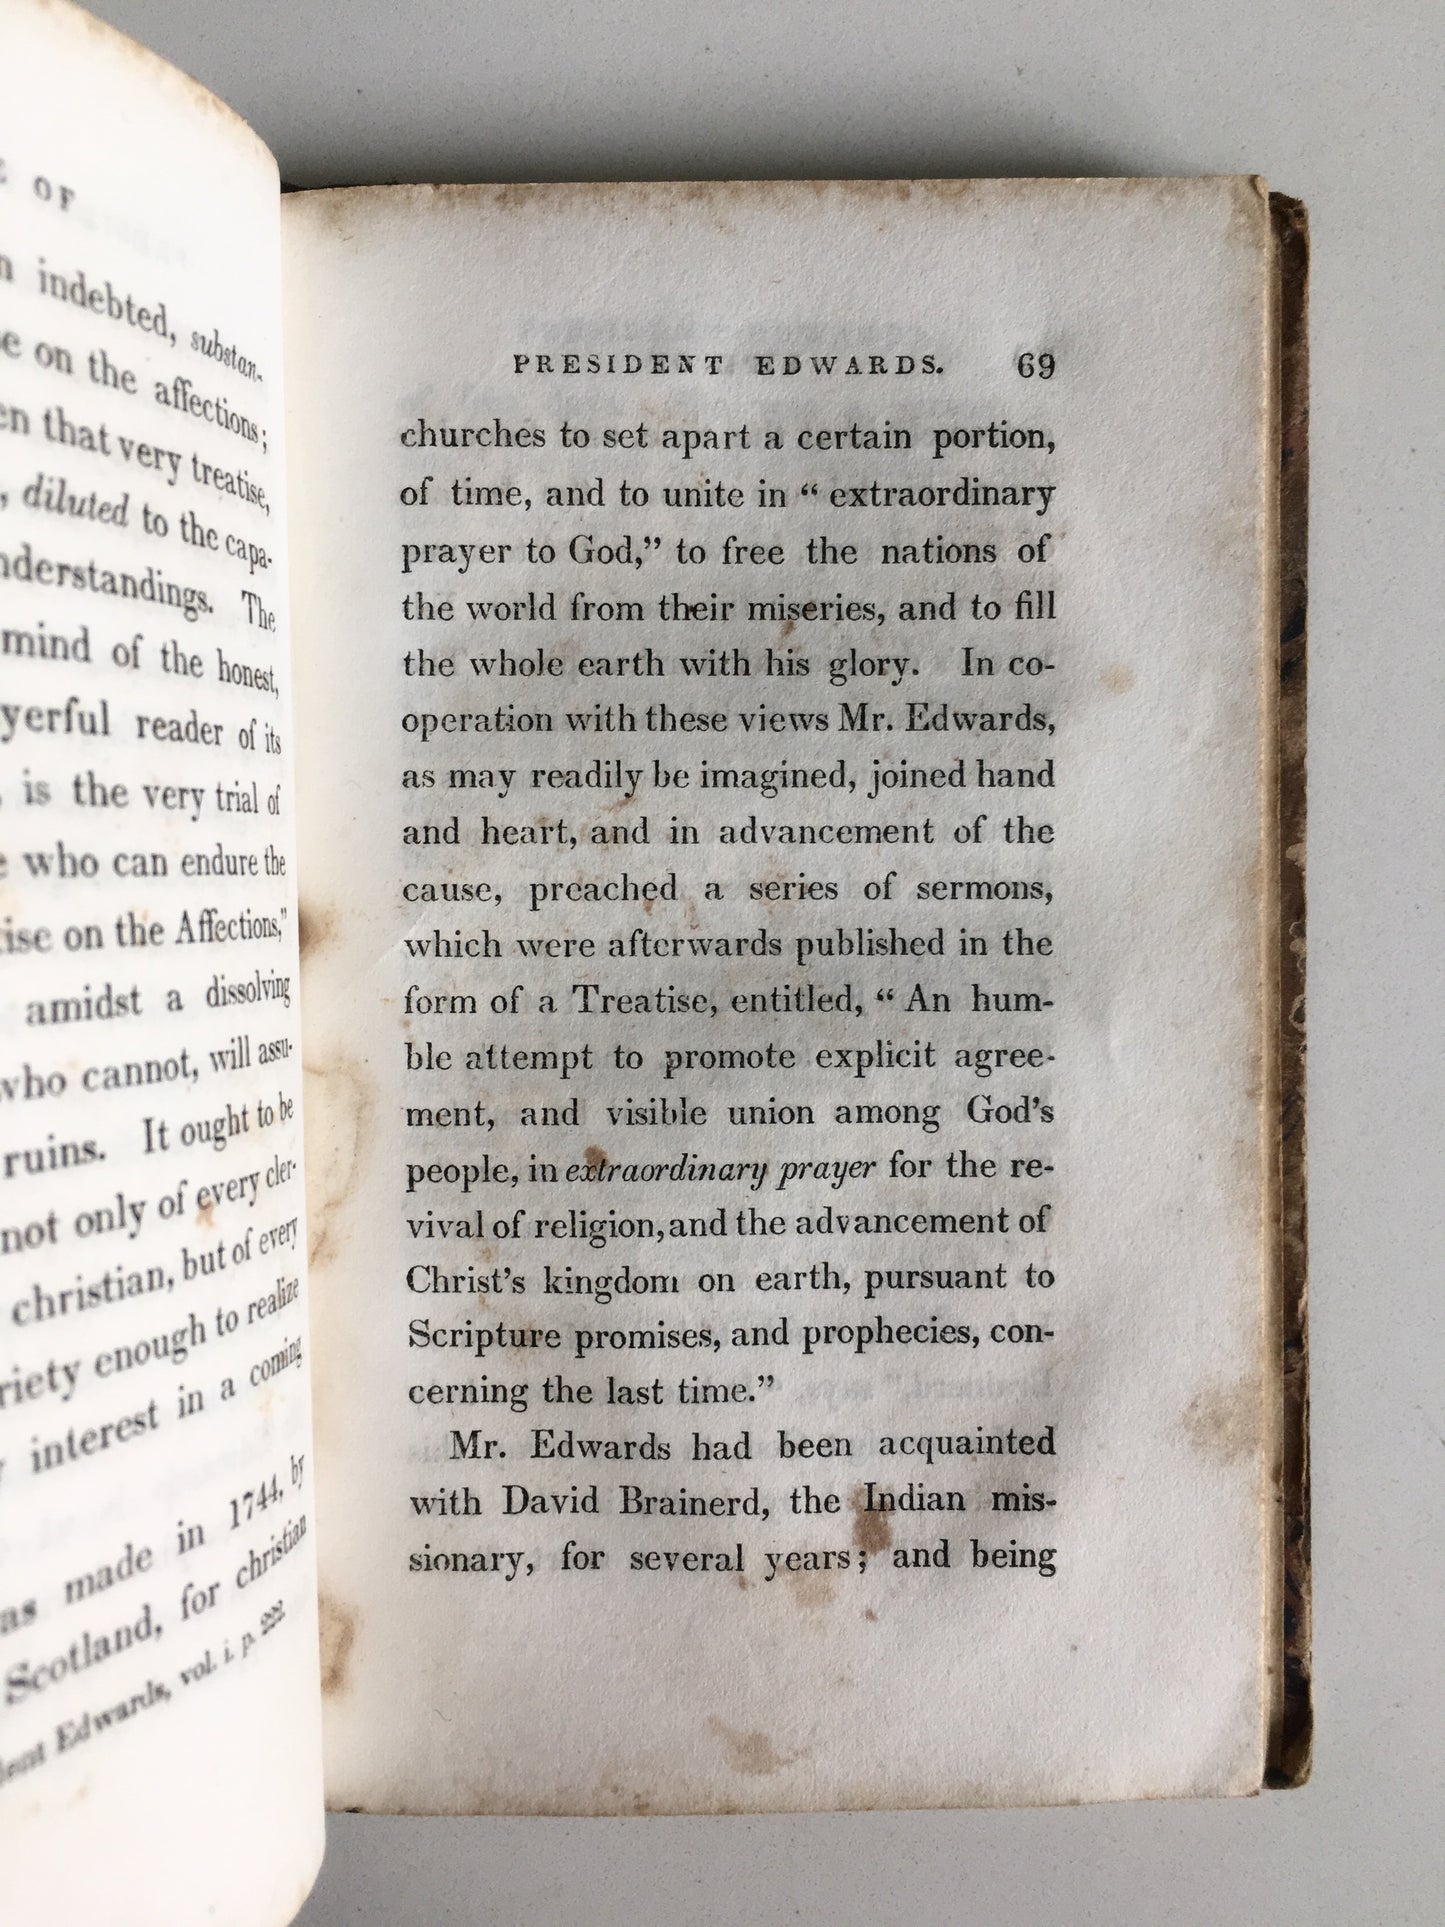 OF
indebted, substan-
on the affections;
that very treatise,
diluted to the capa-
The
mind of the honest,
reader of its
is the very trial of
who can endure the
on the Affections,"
amidst a dissolving
who cannot, will assu-
ruins. It ought to be
not only of every cler-
christian, but of every
enough to realize
interest in a coming
made in 1744, by
Scotland, for christian
Edwards, vol. i. p. 222.
PRESIDENT EDWARDS. 69
churches to set apart a certain portion,
of time, and to unite in “ extraordinary
prayer to God,” to free the nations of
the world from their miseries, and to fill
the whole earth with his glory. In co-
operation with these views Mr. Edwards,
as may readily be imagined, joined hand
and heart, and in advancement of the
cause, preached a series of sermons,
which were afterwards published in the
form of a Treatise, entitled, “ An hum-
ble attempt to promote explicit agree-
ment, and visible union among God’s
people, in extraordinary prayer for the re-
vival of religion, and the advancement of
Christ’s kingdom on earth, pursuant to
Scripture promises, and prophecies, con-
cerning the last time.”
Mr. Edwards had been acquainted
with David Brainerd, the Indian mis-
sionary, for several years; and being